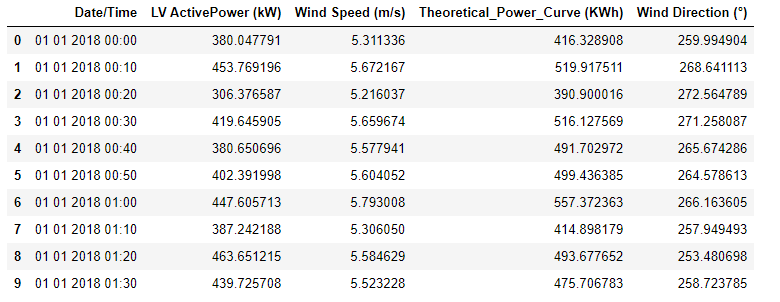 Date/Time LV ActivePower (kW) Wind Speed (m/s) Theoretical_Power_Curve (KWh) Wind Direction (°)
0 01 01 2018 00:00 380.047791 5.311336 416.328908 259.994904
1 01 01 2018 00:10 453.769196 5.672167 519.917511 268.641113
2 01 01 2018 00:20 306.376587 5.216037 390.900016 272.564789
3 01 01 2018 00:30 419.645905 5.659674 516.127569 271.258087
4 01 01 2018 00:40 380.650696 5.577941 491.702972 265.674286
5 01 01 2018 00:50 402.391998 5.604052 499.436385 264.578613
6 01 01 2018 01:00 447.605713 5.793008 557.372363 266.163605
7 01 01 2018 01:10 387.242188 5.306050 414.898179 257.949493
8 01 01 2018 01:20 463.651215 5.584629 493.677652 253.480698
9 01 01 2018 01:30 439.725708 5.523228 475.706783 258.723785